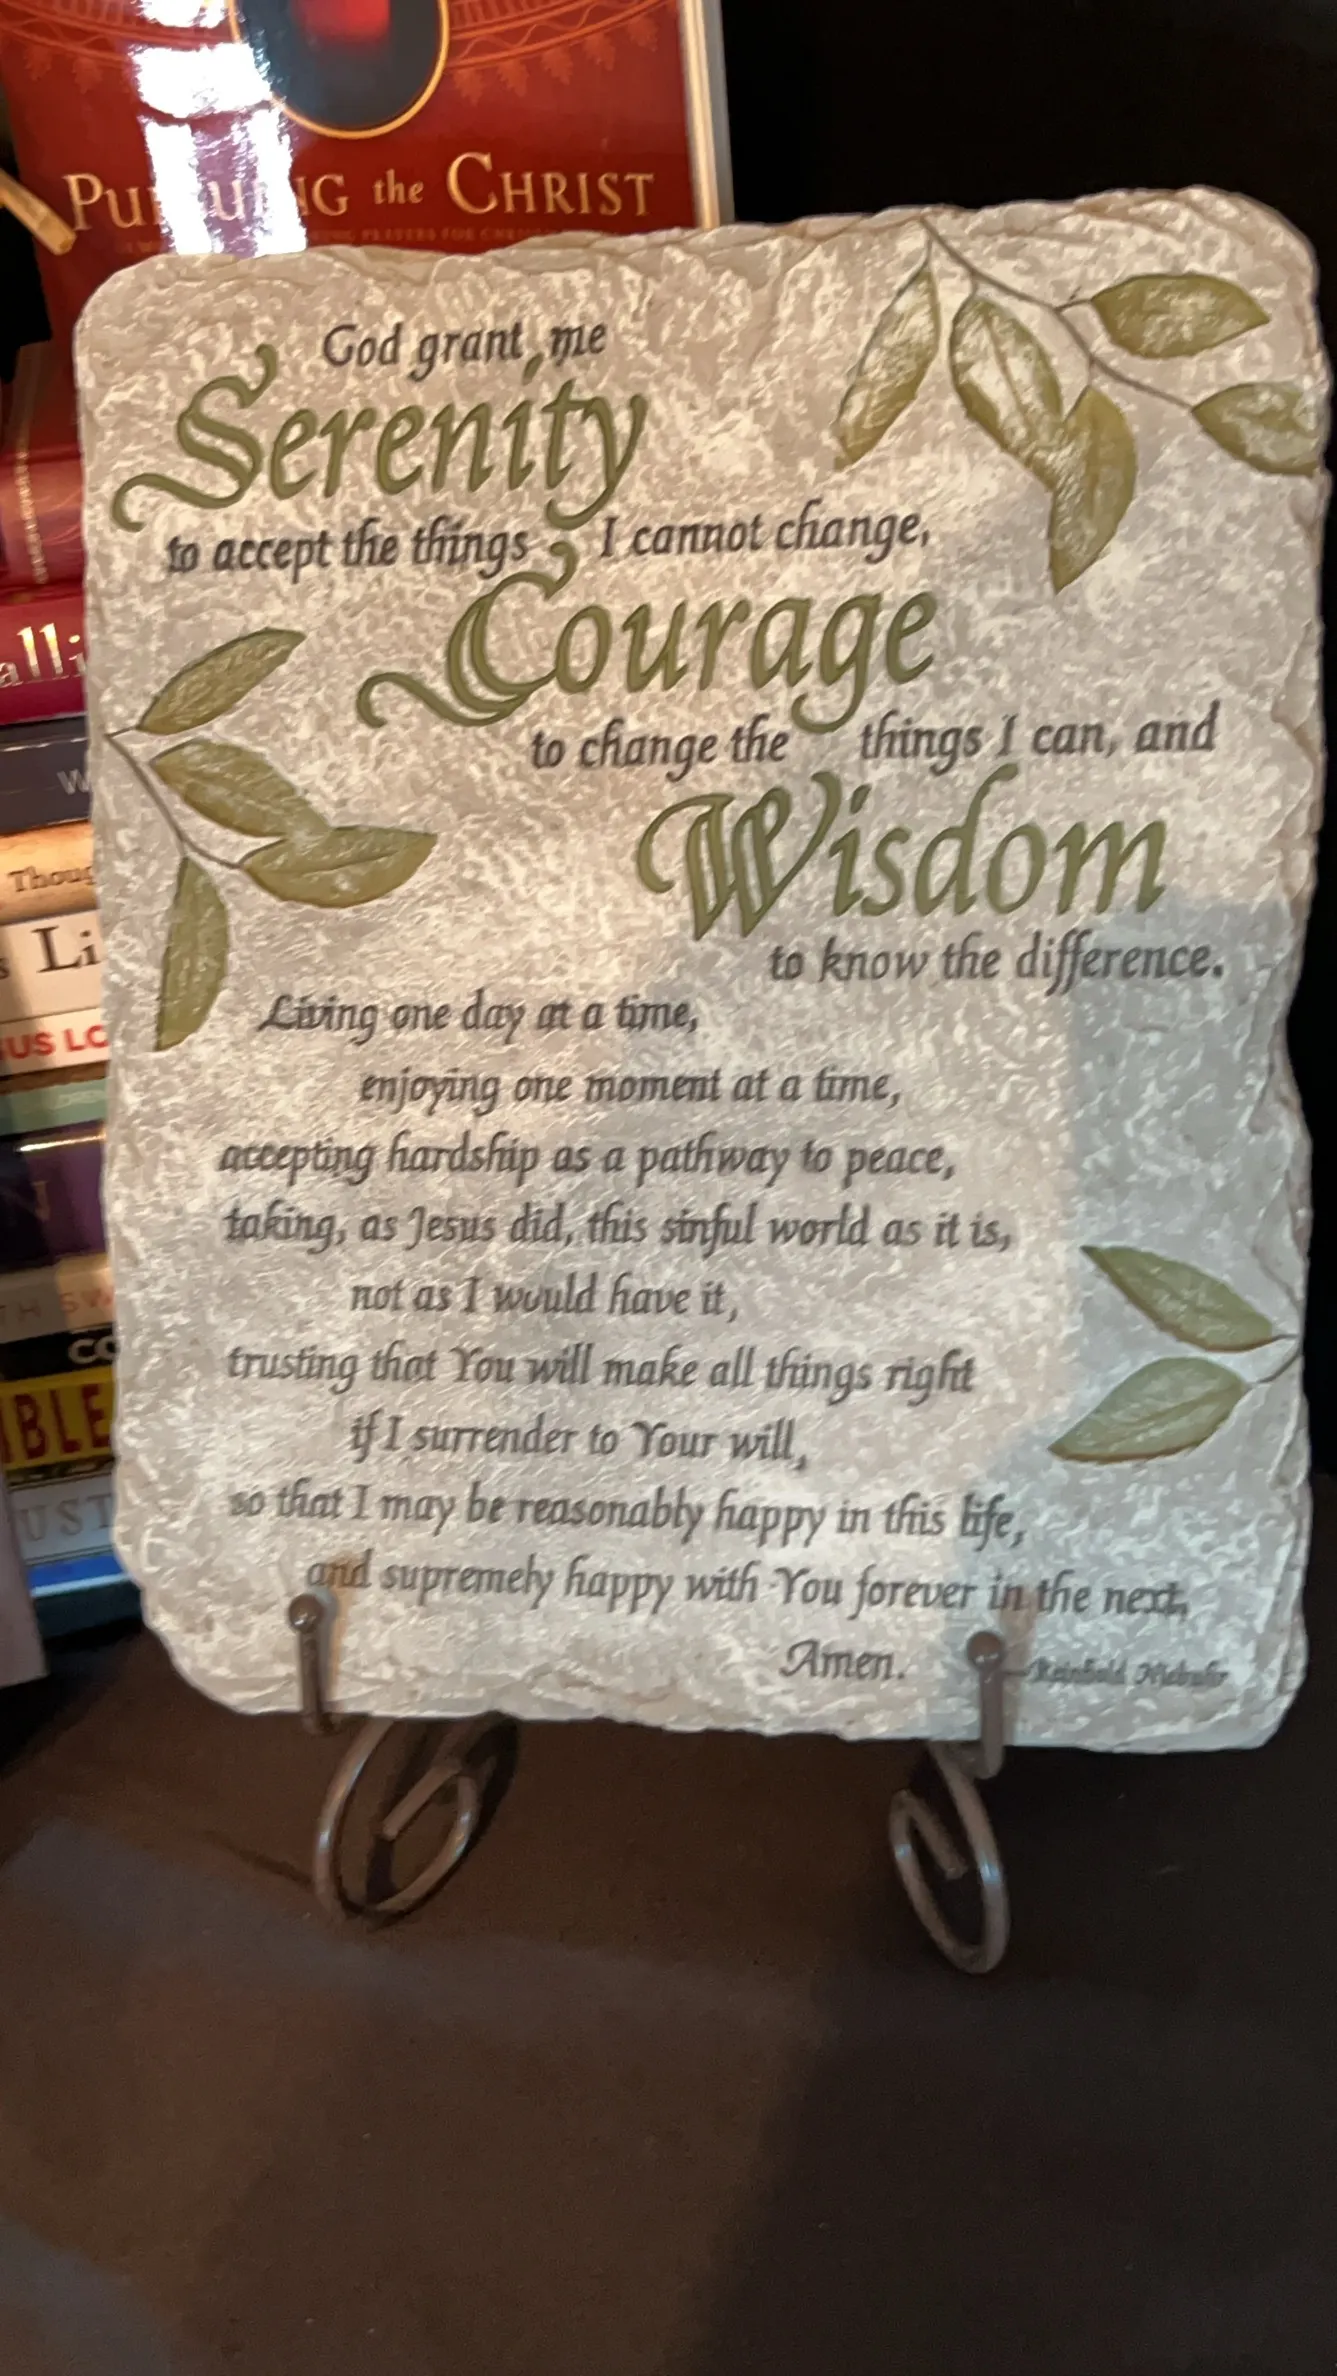 the CHRIST
God grant me
Serenity
to accept the things I cannot change,
Courage
to change the things I can, and
Wisdom
to know the difference.
Living one day at a time,
enjoying one moment at a time,
accepting hardship as a pathway to peace,
taking, as Jesus did, this sinful world as it is,
not as I would have it,
trusting that You will make all things right
if I surrender to Your will,
so that I may be reasonably happy in this life,
and supremely happy with You forever in the next,
Amen.
—Reinhold Niebuhr